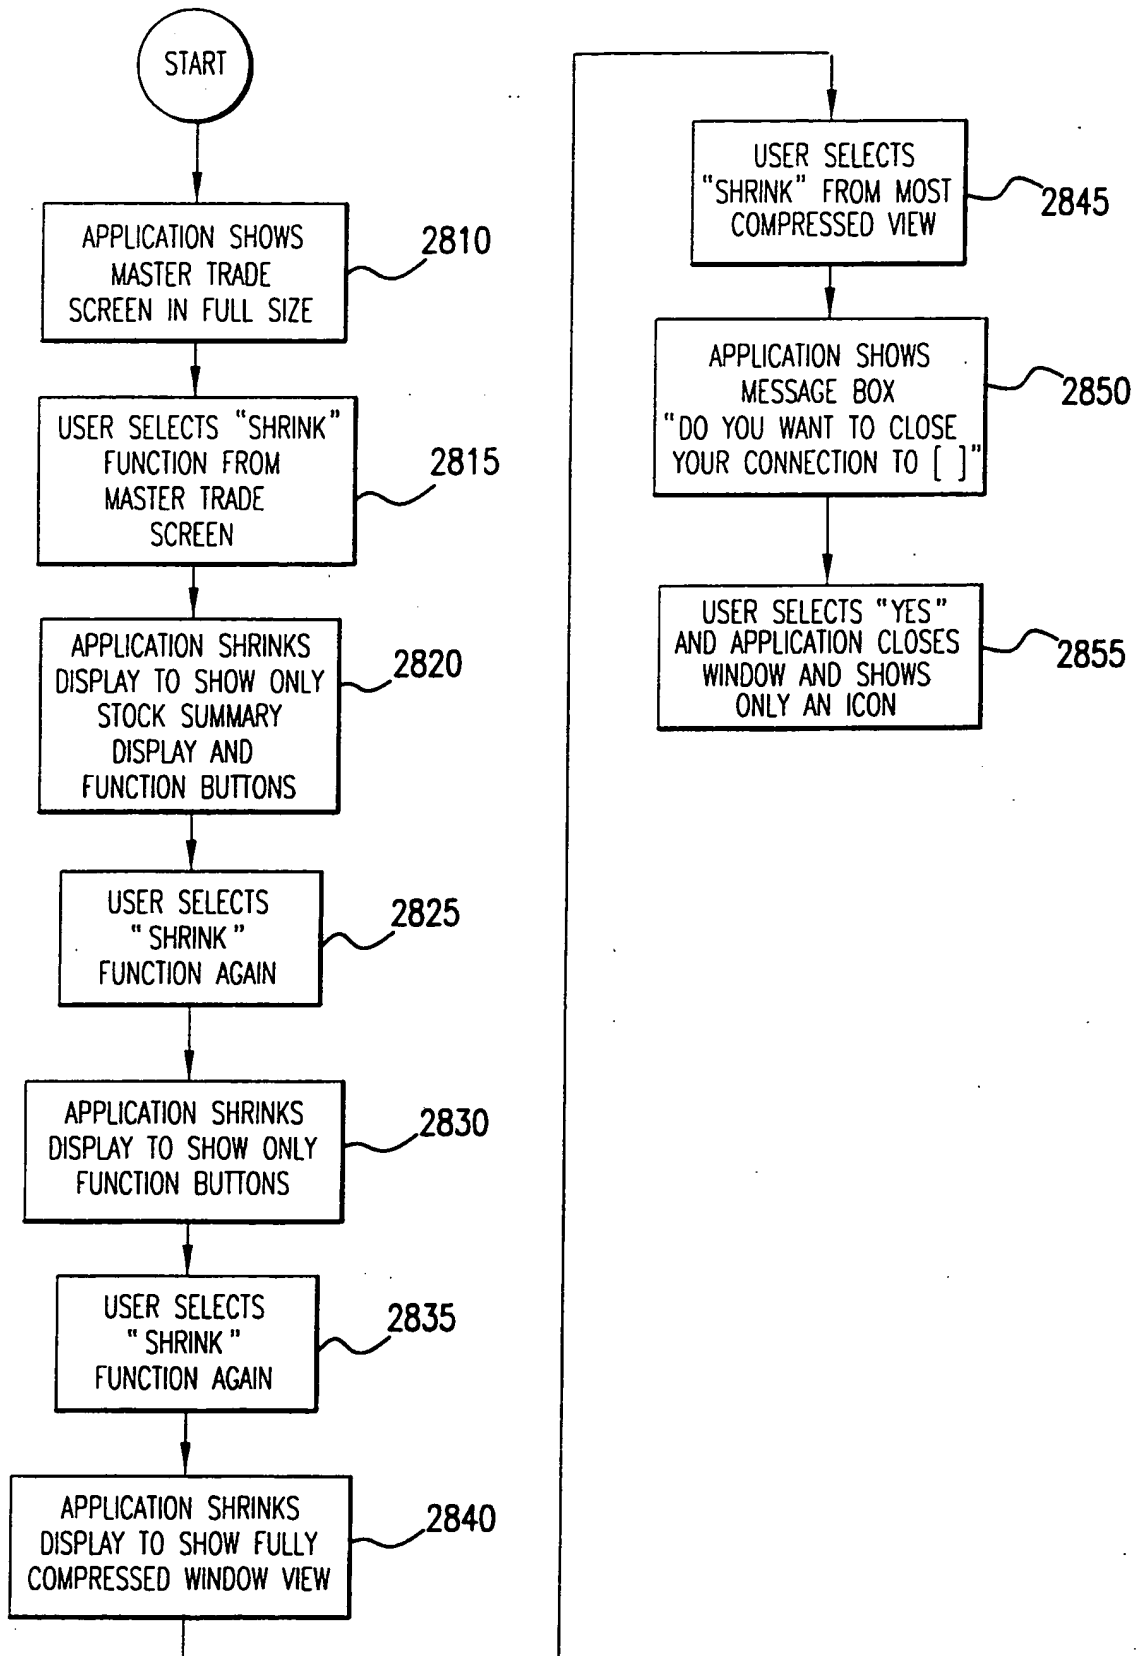 START
APPLICATION SHOWS
MASTER TRADE
SCREEN IN FULL SIZE
2810
USER SELECTS "SHRINK"
FUNCTION FROM
MASTER TRADE
SCREEN
2815
APPLICATION SHRINKS
DISPLAY TO SHOW ONLY
STOCK SUMMARY
DISPLAY AND
FUNCTION BUTTONS
2820
USER SELECTS
"SHRINK"
FUNCTION AGAIN
2825
APPLICATION SHRINKS
DISPLAY TO SHOW ONLY
FUNCTION BUTTONS
2830
USER SELECTS
"SHRINK"
FUNCTION AGAIN
2835
APPLICATION SHRINKS
DISPLAY TO SHOW FULLY
COMPRESSED WINDOW VIEW
2840
USER SELECTS
"SHRINK" FROM MOST
COMPRESSED VIEW
2845
APPLICATION SHOWS
MESSAGE BOX
"DO YOU WANT TO CLOSE
YOUR CONNECTION TO [ ]"
2850
USER SELECTS "YES"
AND APPLICATION CLOSES
WINDOW AND SHOWS
ONLY AN ICON
2855